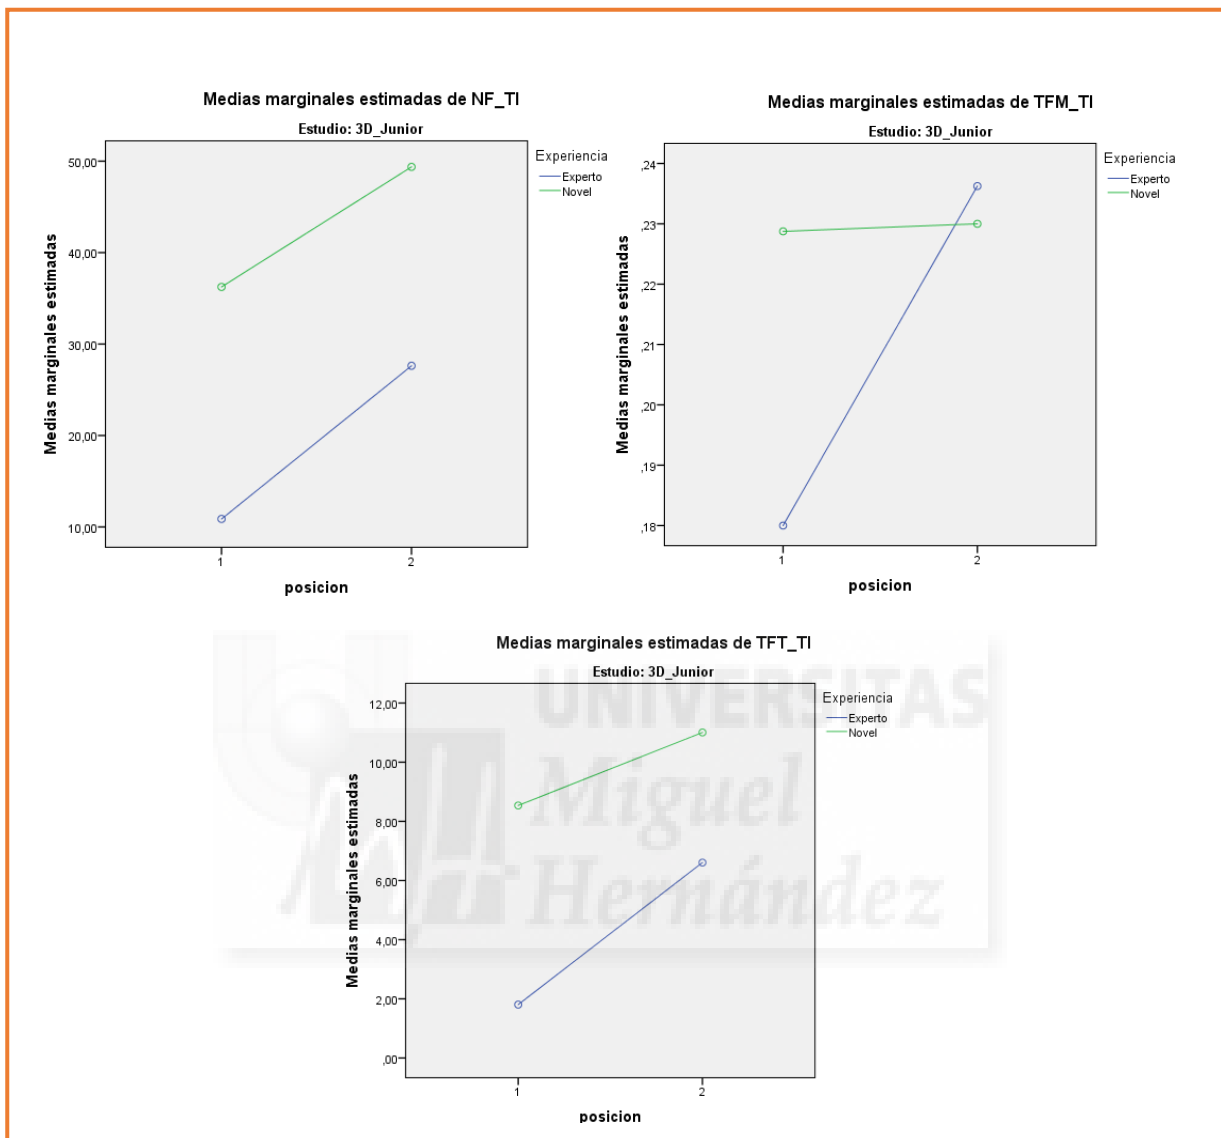 Medias marginales estimadas de NF_TI
Estudio: 3D_Junior
Experiencia
Experto
Novel
50,00
40,00
30,00
20,00
10,00
Medias marginales estimadas
1 2
posicion
Medias marginales estimadas de TFM_TI
Estudio: 3D_Junior
Experiencia
Experto
Novel
,24
,23
,22
,21
,20
,19
,18
Medias marginales estimadas
1 2
posicion
Medias marginales estimadas de TFT_TI
Estudio: 3D_Junior
Experiencia
Experto
Novel
12,00
10,00
8,00
6,00
4,00
2,00
,00
Medias marginales estimadas
1 2
posicion
UNIVERSITAS
Miguel
Hernández